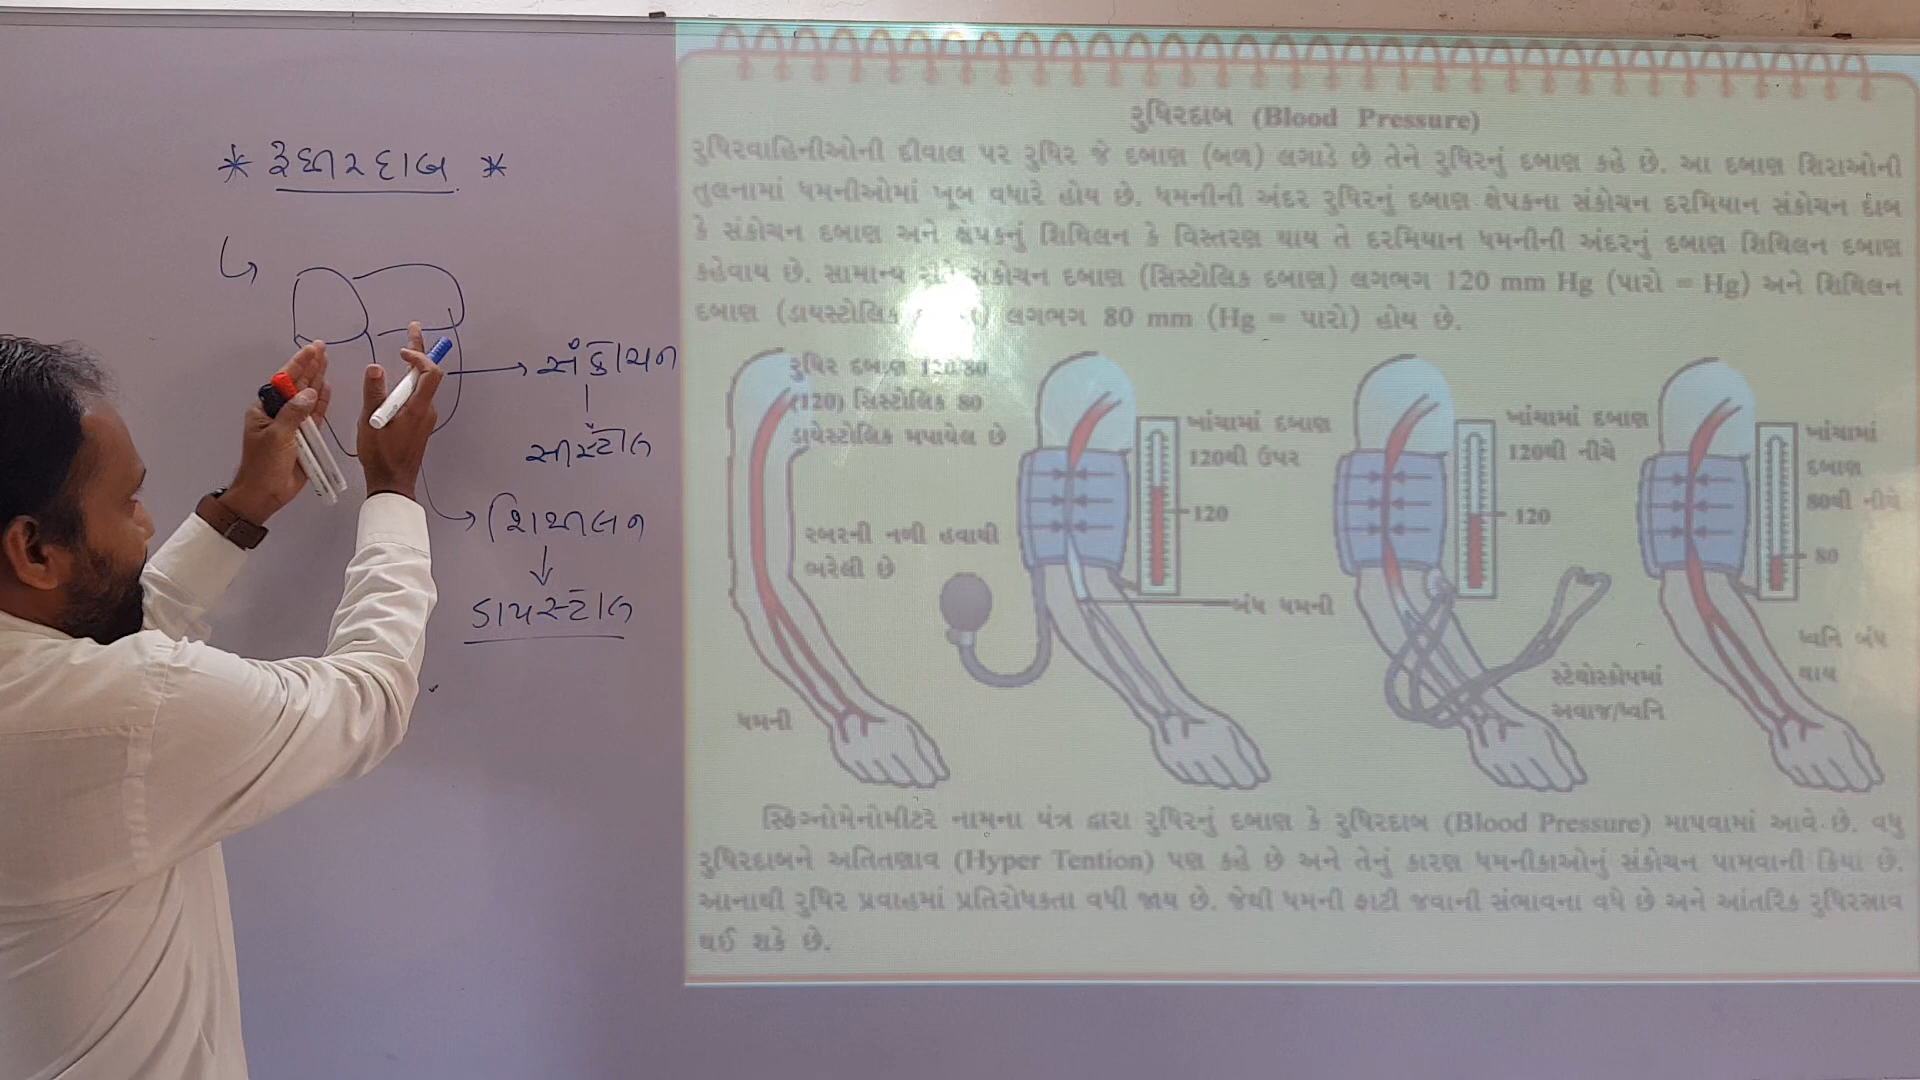 * રુધિરદાબ *
સંકોચન
સીસ્ટોલ
શિથીલન
ડાયસ્ટોલ
રુધિરદાબ (Blood Pressure)
રુધિરવાહિનીઓની દીવાલ પર રુધિર જે દબાણ (બળ) લગાડે છે તેને રુધિરનું દબાણ કહે છે. આ દબાણ શિરાઓની
તુલનામાં ધમનીઓમાં ખૂબ વધારે હોય છે. ધમનીની અંદર રુધિરનું દબાણ ક્ષેપકના સંકોચન દરમિયાન સંકોચન દાબ
કે સંકોચન દબાણ અને ક્ષેપકનું શિથિલન કે વિસ્તરણ થાય તે દરમિયાન ધમનીની અંદરનું દબાણ શિથિલન દબાણ
કહેવાય છે. સામાન્ય રીતે સંકોચન દબાણ (સિસ્ટોલિક દબાણ) લગભગ 120 mm Hg (પારો = Hg) અને શિથિલન
દબાણ (ડાયસ્ટોલિક લગભગ 80 mm (Hg = પારો) હોય છે.
રુધિર દબાણ 120/80
(120) સિસ્ટોલિક 80
ડાયેસ્ટોલિક મપાયેલ છે
રબરની નળી હવાથી
ભરેલી છે
ધમની
ખાંચામાં દબાણ
120થી ઉપર
120
બંધ ધમની
ખાંચામાં દબાણ
120થી નીચે
120
સ્ટેથોસ્કોપમાં
અવાજ/ધ્વનિ
ખાંચામાં
દબાણ
80થી નીચે
80
ધ્વનિ બંધ
થાય
સ્ફિગ્નોમેનોમીટર નામના યંત્ર દ્વારા રુધિરનું દબાણ કે રુધિરદાબ (Blood Pressure) માપવામાં આવે છે. વધુ
રુધિરદાબને અતિતણાવ (Hyper Tention) પણ કહે છે અને તેનું કારણ ધમનીકાઓનું સંકોચન પામવાની ક્રિયા છે.
આનાથી રુધિર પ્રવાહમાં પ્રતિરોધકતા વધી જાય છે. જેથી ધમની ફાટી જવાની સંભાવના વધે છે અને આંતરિક રુધિરસ્રાવ
થઈ શકે છે.